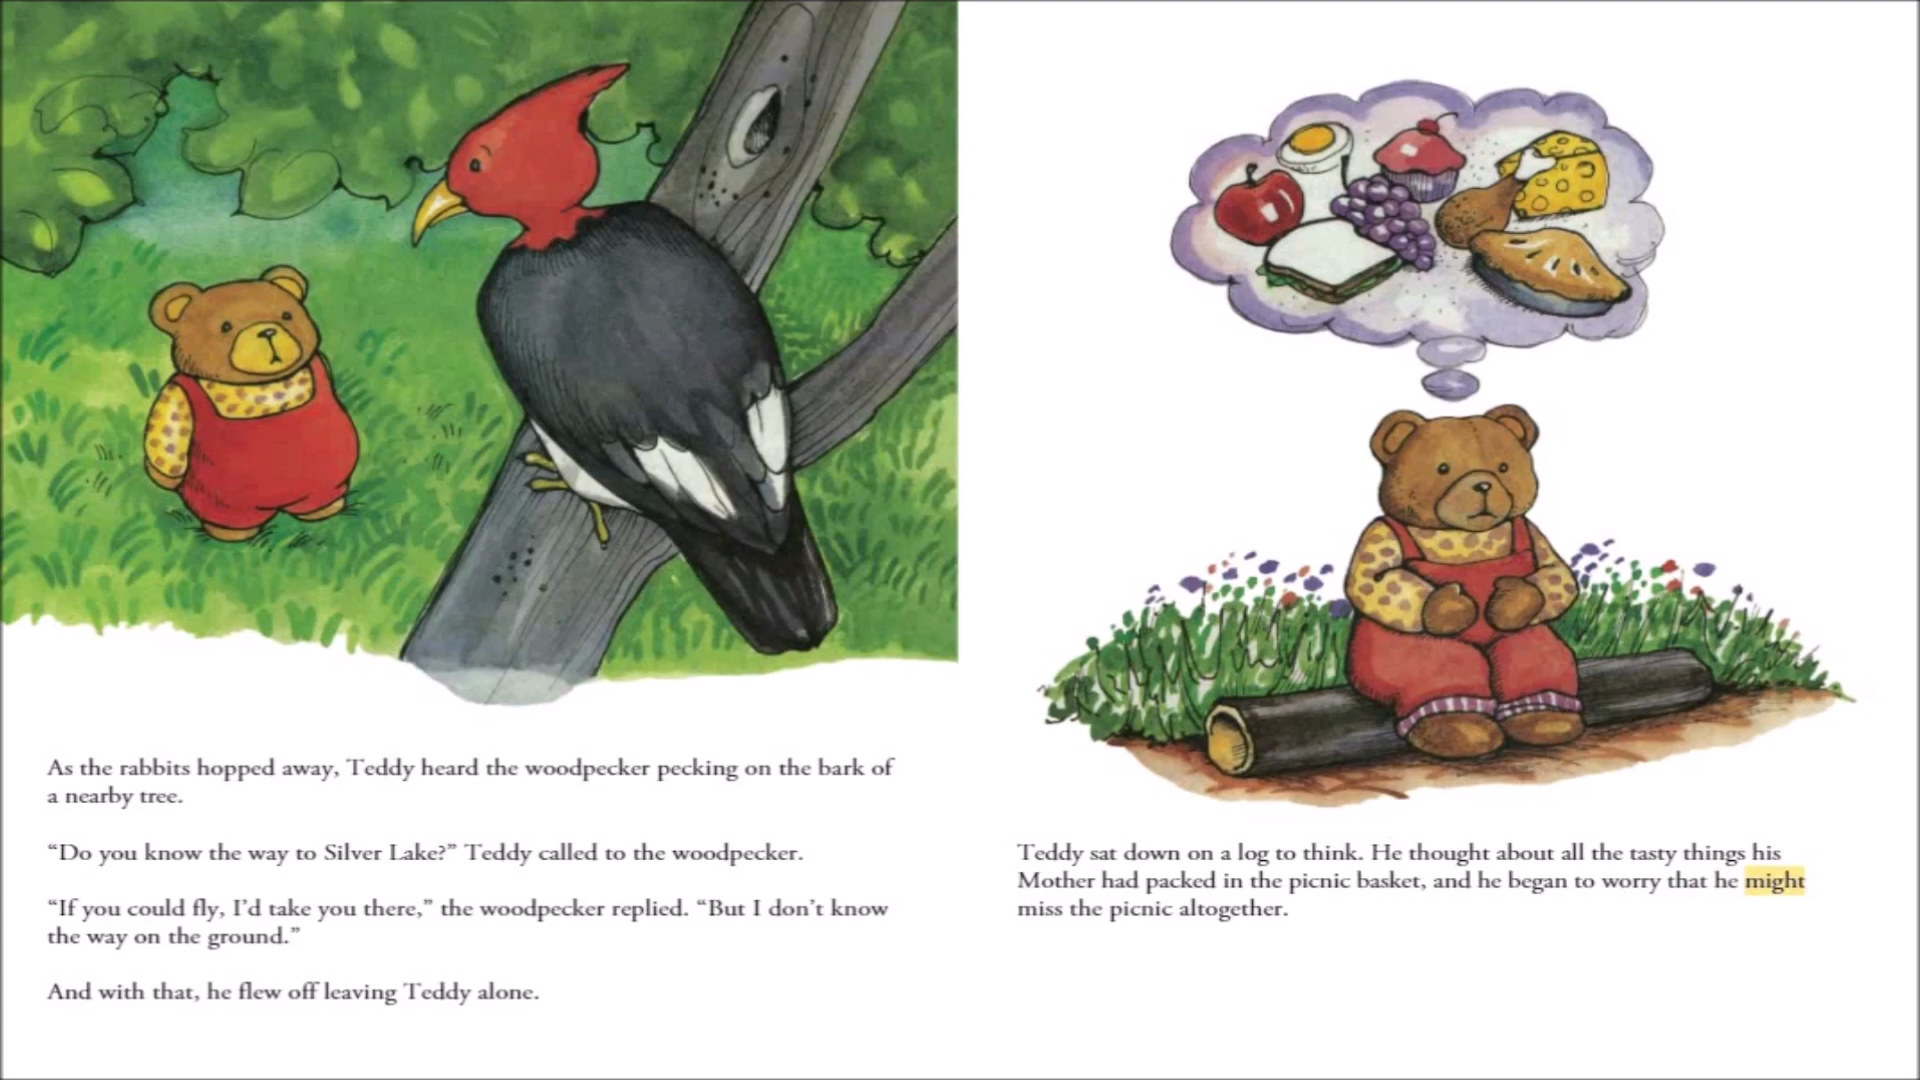 As the rabbits hopped away, Teddy heard the woodpecker pecking on the bark of
a nearby tree.
“Do you know the way to Silver Lake?” Teddy called to the woodpecker.
“If you could fly, I’d take you there,” the woodpecker replied. “But I don’t know
the way on the ground.”
And with that, he flew off leaving Teddy alone.
Teddy sat down on a log to think. He thought about all the tasty things his
Mother had packed in the picnic basket, and he began to worry that he might
miss the picnic altogether.